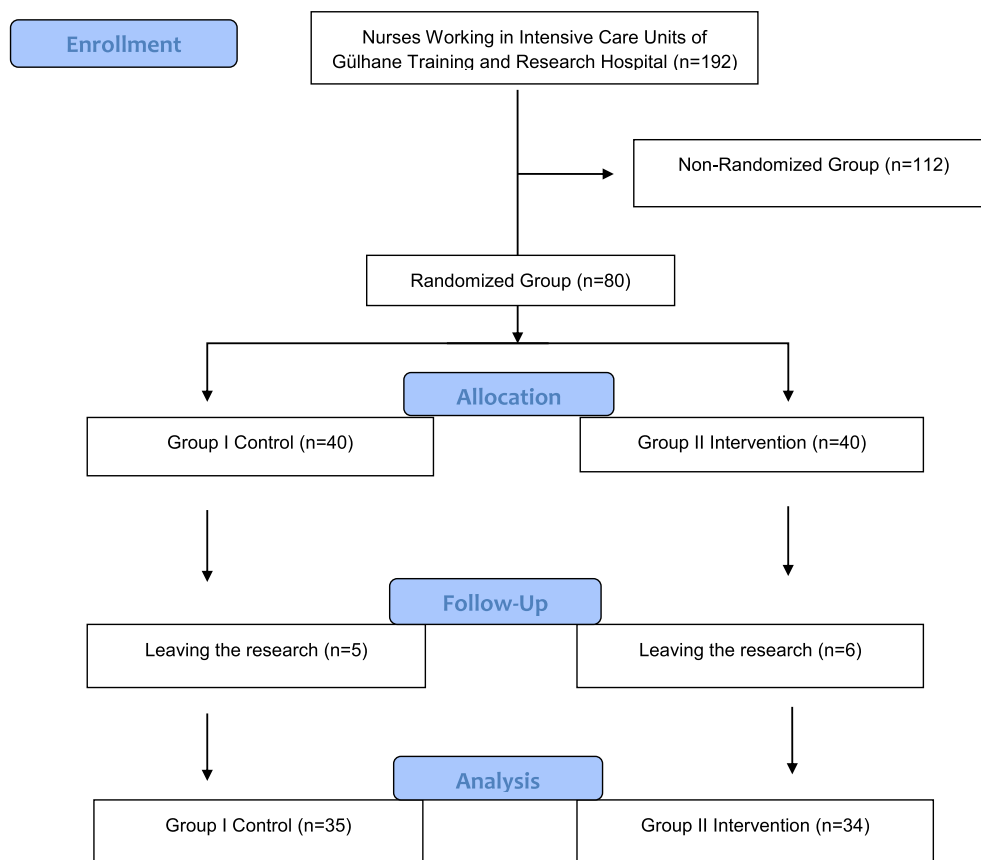 Enrollment
Nurses Working in Intensive Care Units of
Gülhane Training and Research Hospital (n=192)
Non-Randomized Group (n=112)
Randomized Group (n=80)
Allocation
Group I Control (n=40)
Group II Intervention (n=40)
Follow-Up
Leaving the research (n=5)
Leaving the research (n=6)
Analysis
Group I Control (n=35)
Group II Intervention (n=34)